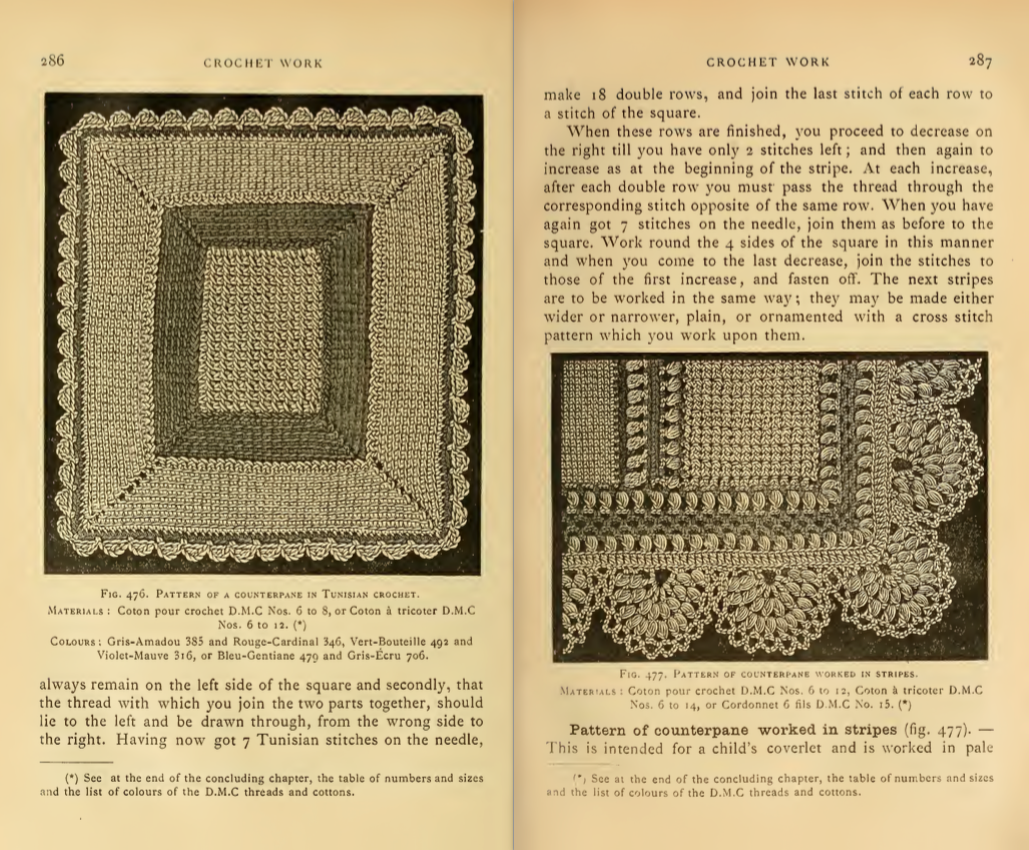 286
CROCHET WORK
FIG. 476. PATTERN OF A COUNTERPANE IN TUNISIAN CROCHET.
MATERIALS: Coton pour crochet D.M.C Nos. 6 to 8, or Coton à tricoter D.M.C
Nos. 6 to 12. (*)
COLOURS: Gris-Amadou 385 and Rouge-Cardinal 346, Vert-Bouteille 492 and
Violet-Mauve 316, or Bleu-Gentiane 479 and Gris-Écru 706.
always remain on the left side of the square and secondly, that
the thread with which you join the two parts together, should
lie to the left and be drawn through, from the wrong side to
the right. Having now got 7 Tunisian stitches on the needle,
(*) See at the end of the concluding chapter, the table of numbers and sizes
and the list of colours of the D.M.C threads and cottons.
CROCHET WORK
287
make 18 double rows, and join the last stitch of each row to
a stitch of the square.
When these rows are finished, you proceed to decrease on
the right till you have only 2 stitches left; and then again to
increase as at the beginning of the stripe. At each increase,
after each double row you must pass the thread through the
corresponding stitch opposite of the same row. When you have
again got 7 stitches on the needle, join them as before to the
square. Work round the 4 sides of the square in this manner
and when you come to the last decrease, join the stitches to
those of the first increase, and fasten off. The next stripes
are to be worked in the same way; they may be made either
wider or narrower, plain, or ornamented with a cross stitch
pattern which you work upon them.
FIG. 477. PATTERN OF COUNTERPANE WORKED IN STRIPES.
MATERIALS: Coton pour crochet D.M.C Nos. 6 to 12, Coton à tricoter D.M.C
Nos. 6 to 14, or Cordonnet 6 fils D.M.C No. 15. (*)
Pattern of counterpane worked in stripes (fig. 477). —
This is intended for a child's coverlet and is worked in pale
(*) See at the end of the concluding chapter, the table of numbers and sizes
and the list of colours of the D.M.C threads and cottons.